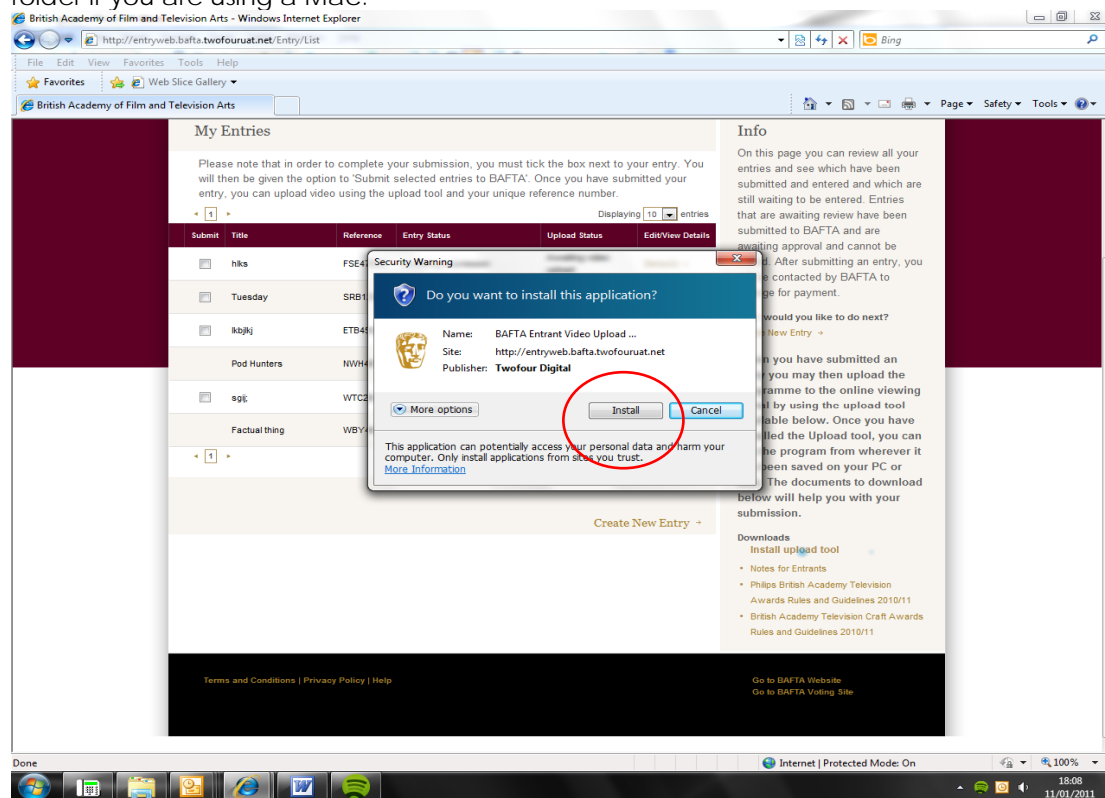 folder if you are using a Mac.
British Academy of Film and Television Arts - Windows Internet Explorer
http://entryweb.bafta.twofouruat.net/Entry/List
Bing
File Edit View Favorites Tools Help
Favorites Web Slice Gallery
British Academy of Film and Television Arts
Page Safety Tools
My Entries
Please note that in order to complete your submission, you must tick the box next to your entry. You
will then be given the option to 'Submit selected entries to BAFTA'. Once you have submitted your
entry, you can upload video using the upload tool and your unique reference number.
1
Displaying 10 entries
Submit Title Reference Entry Status Upload Status Edit/View Details
hlks FSE47
Tuesday SRB1
lkbjlkj ETB45
Pod Hunters NWH4
sgij; WTC2
Factual thing WBY4
1
Create New Entry →
Security Warning
Do you want to install this application?
Name: BAFTA Entrant Video Upload ...
Site: http://entryweb.bafta.twofouruat.net
Publisher: Twofour Digital
More options
Install
Cancel
This application can potentially access your personal data and harm your
computer. Only install applications from sites you trust.
More Information
Info
On this page you can review all your
entries and see which have been
submitted and entered and which are
still waiting to be entered. Entries
that are awaiting review have been
submitted to BAFTA and are
awaiting approval and cannot be
After submitting an entry, you
contacted by BAFTA to
for payment.
would you like to do next?
New Entry →
you have submitted an
you may then upload the
to the online viewing
by using the upload tool
below. Once you have
the Upload tool, you can
program from wherever it
been saved on your PC or
The documents to download
below will help you with your
submission.
Downloads
Install upload tool
• Notes for Entrants
• Philips British Academy Television
Awards Rules and Guidelines 2010/11
• British Academy Television Craft Awards
Rules and Guidelines 2010/11
Terms and Conditions | Privacy Policy | Help
Go to BAFTA Website
Go to BAFTA Voting Site
Done
Internet | Protected Mode: On
100%
18:08
11/01/2011